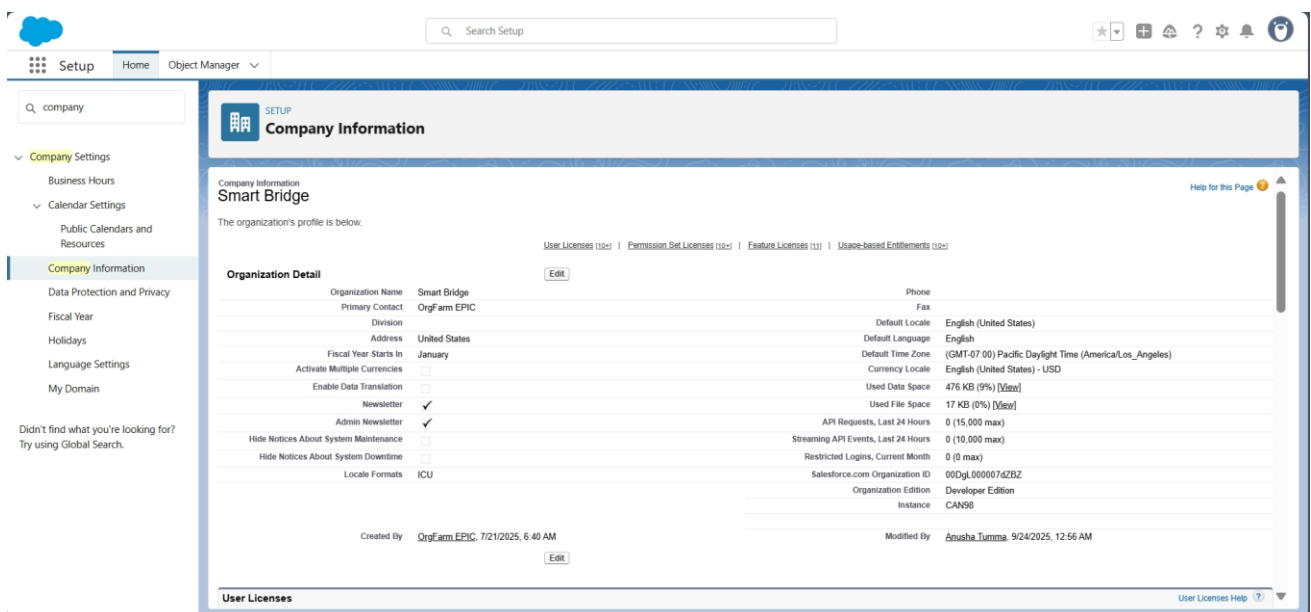 Search Setup
Setup
Home
Object Manager
company
Company Settings
Business Hours
Calendar Settings
Public Calendars and
Resources
Company Information
Data Protection and Privacy
Fiscal Year
Holidays
Language Settings
My Domain
Didn't find what you're looking for?
Try using Global Search.
SETUP
Company Information
Company Information
Smart Bridge
Help for this Page
The organization's profile is below.
User Licenses [10+] | Permission Set Licenses [10+] | Feature Licenses [11] | Usage-based Entitlements [10+]
Organization Detail Edit
Organization Name Smart Bridge Phone
Primary Contact OrgFarm EPIC Fax
Division Default Locale English (United States)
Address United States Default Language English
Fiscal Year Starts In January Default Time Zone (GMT-07:00) Pacific Daylight Time (America/Los_Angeles)
Activate Multiple Currencies Currency Locale English (United States) - USD
Enable Data Translation Used Data Space 476 KB (9%) [View]
Newsletter ✓ Used File Space 17 KB (0%) [View]
Admin Newsletter ✓ API Requests, Last 24 Hours 0 (15,000 max)
Hide Notices About System Maintenance Streaming API Events, Last 24 Hours 0 (10,000 max)
Hide Notices About System Downtime Restricted Logins, Current Month 0 (0 max)
Locale Formats ICU Salesforce.com Organization ID 00DgL000007dZBZ
Organization Edition Developer Edition
Instance CAN98
Created By OrgFarm EPIC, 7/21/2025, 6:40 AM Modified By Anusha Tumma, 9/24/2025, 12:56 AM
Edit
User Licenses User Licenses Help ?